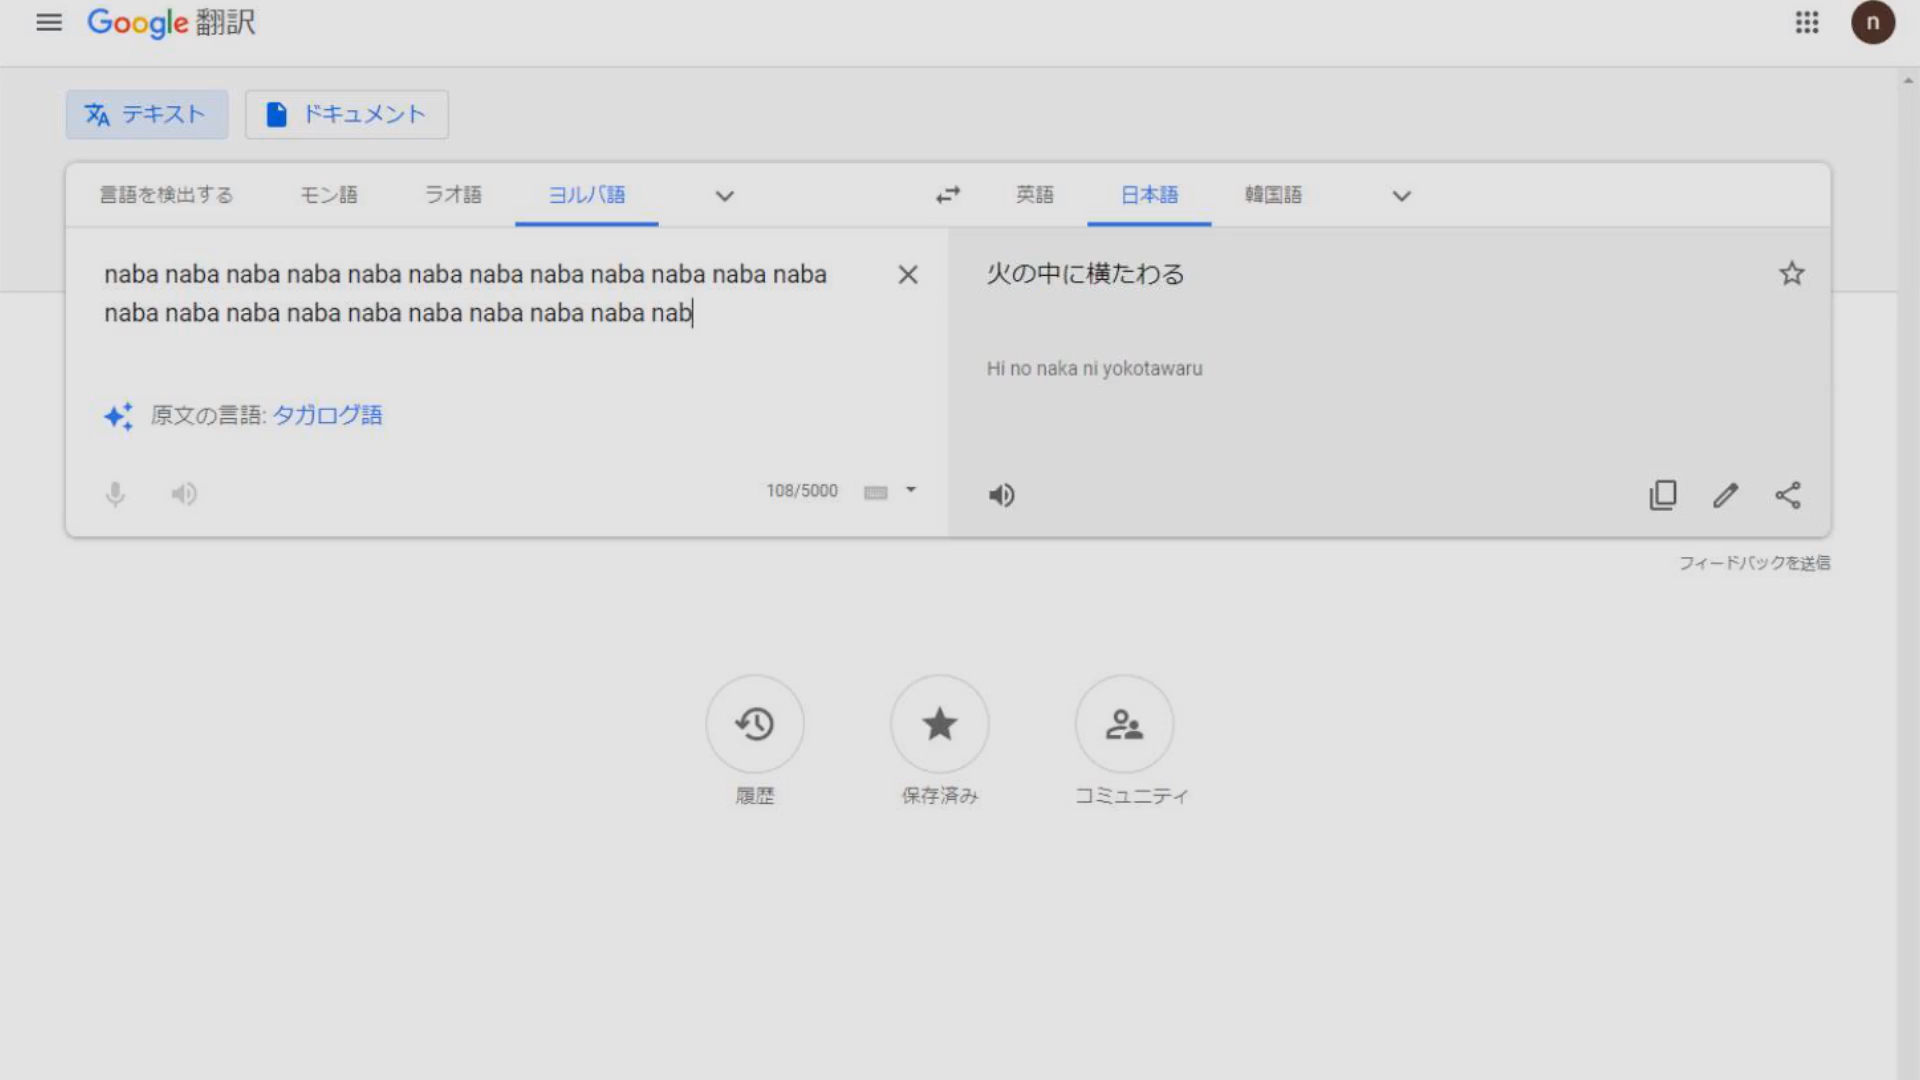 Google 翻訳
n
テキスト
ドキュメント
言語を検出する モン語 ラオ語 ヨルバ語
英語 日本語 韓国語
naba naba naba naba naba naba naba naba naba naba naba naba
naba naba naba naba naba naba naba naba naba nab
火の中に横たわる
Hi no naka ni yokotawaru
原文の言語: タガログ語
108/5000
フィードバックを送信
履歴
保存済み
コミュニティ